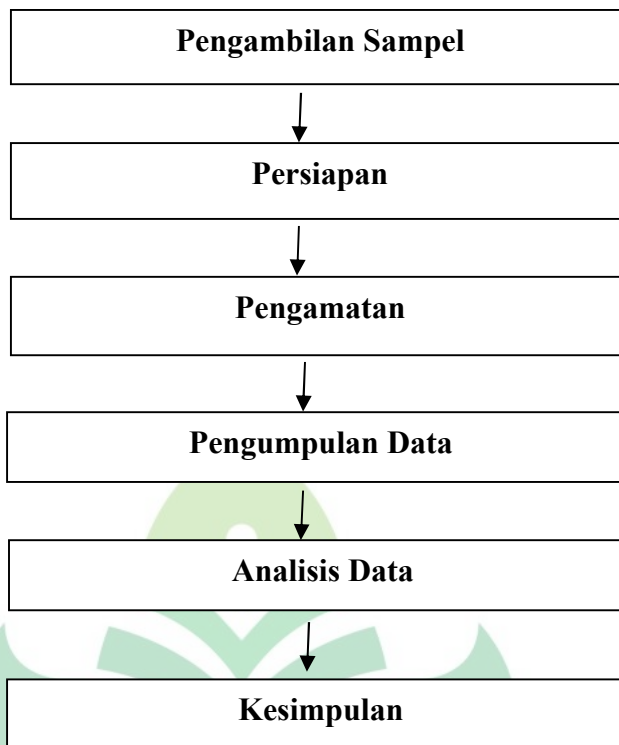 Pengambilan Sampel
Persiapan
Pengamatan
Pengumpulan Data
Analisis Data
Kesimpulan